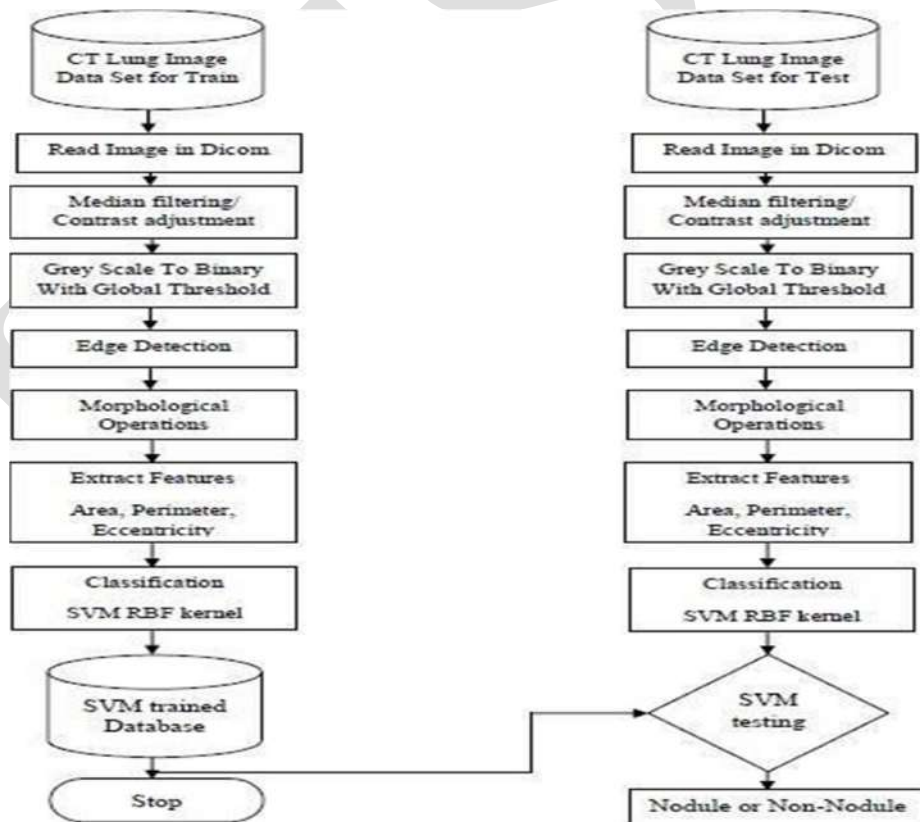 CT Lung Image
Data Set for Train
Read Image in Dicom
Median filtering/
Contrast adjustment
Grey Scale To Binary
With Global Threshold
Edge Detection
Morphological
Operations
Extract Features
Area, Perimeter,
Eccentricity
Classification
SVM RBF kernel
SVM trained
Database
Stop
CT Lung Image
Data Set for Test
Read Image in Dicom
Median filtering/
Contrast adjustment
Grey Scale To Binary
With Global Threshold
Edge Detection
Morphological
Operations
Extract Features
Area, Perimeter,
Eccentricity
Classification
SVM RBF kernel
SVM
testing
Nodule or Non-Nodule